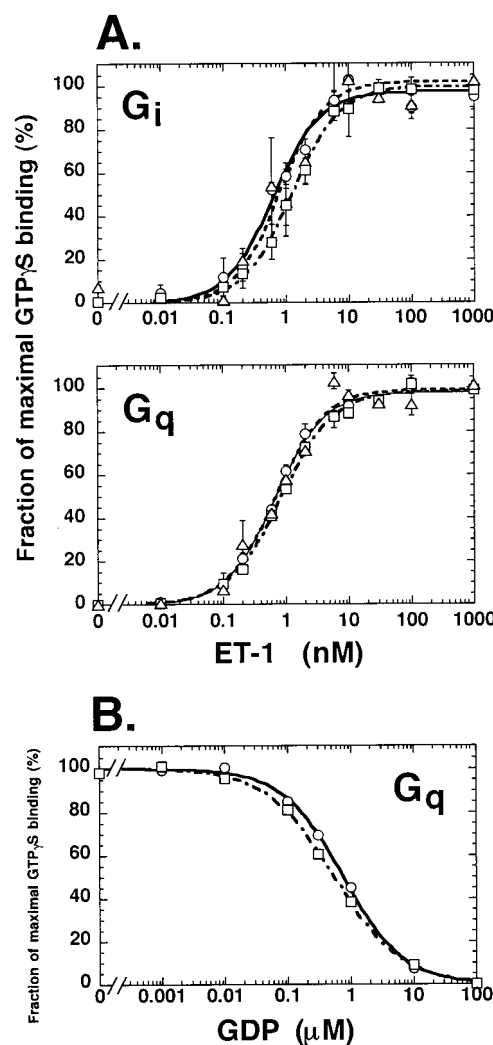 A.
Fraction of maximal GTPγS binding (%)
Gi
100
80
60
40
20
0
0 0.01 0.1 1 10 100 1000
Gq
100
80
60
40
20
0
0 0.01 0.1 1 10 100 1000
ET-1 (nM)
B.
Fraction of maximal GTPγS binding (%)
Gq
100
80
60
40
20
0
0 0.001 0.01 0.1 1 10 100
GDP (μM)